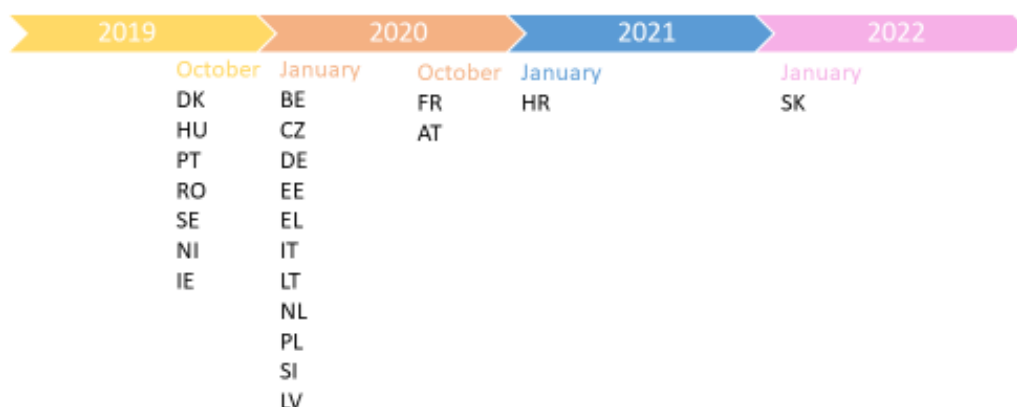 2019 2020 2021 2022
October January October January January
DK BE FR HR SK
HU CZ AT
PT DE
RO EE
SE EL
NI IT
IE LT
NL
PL
SI
LV